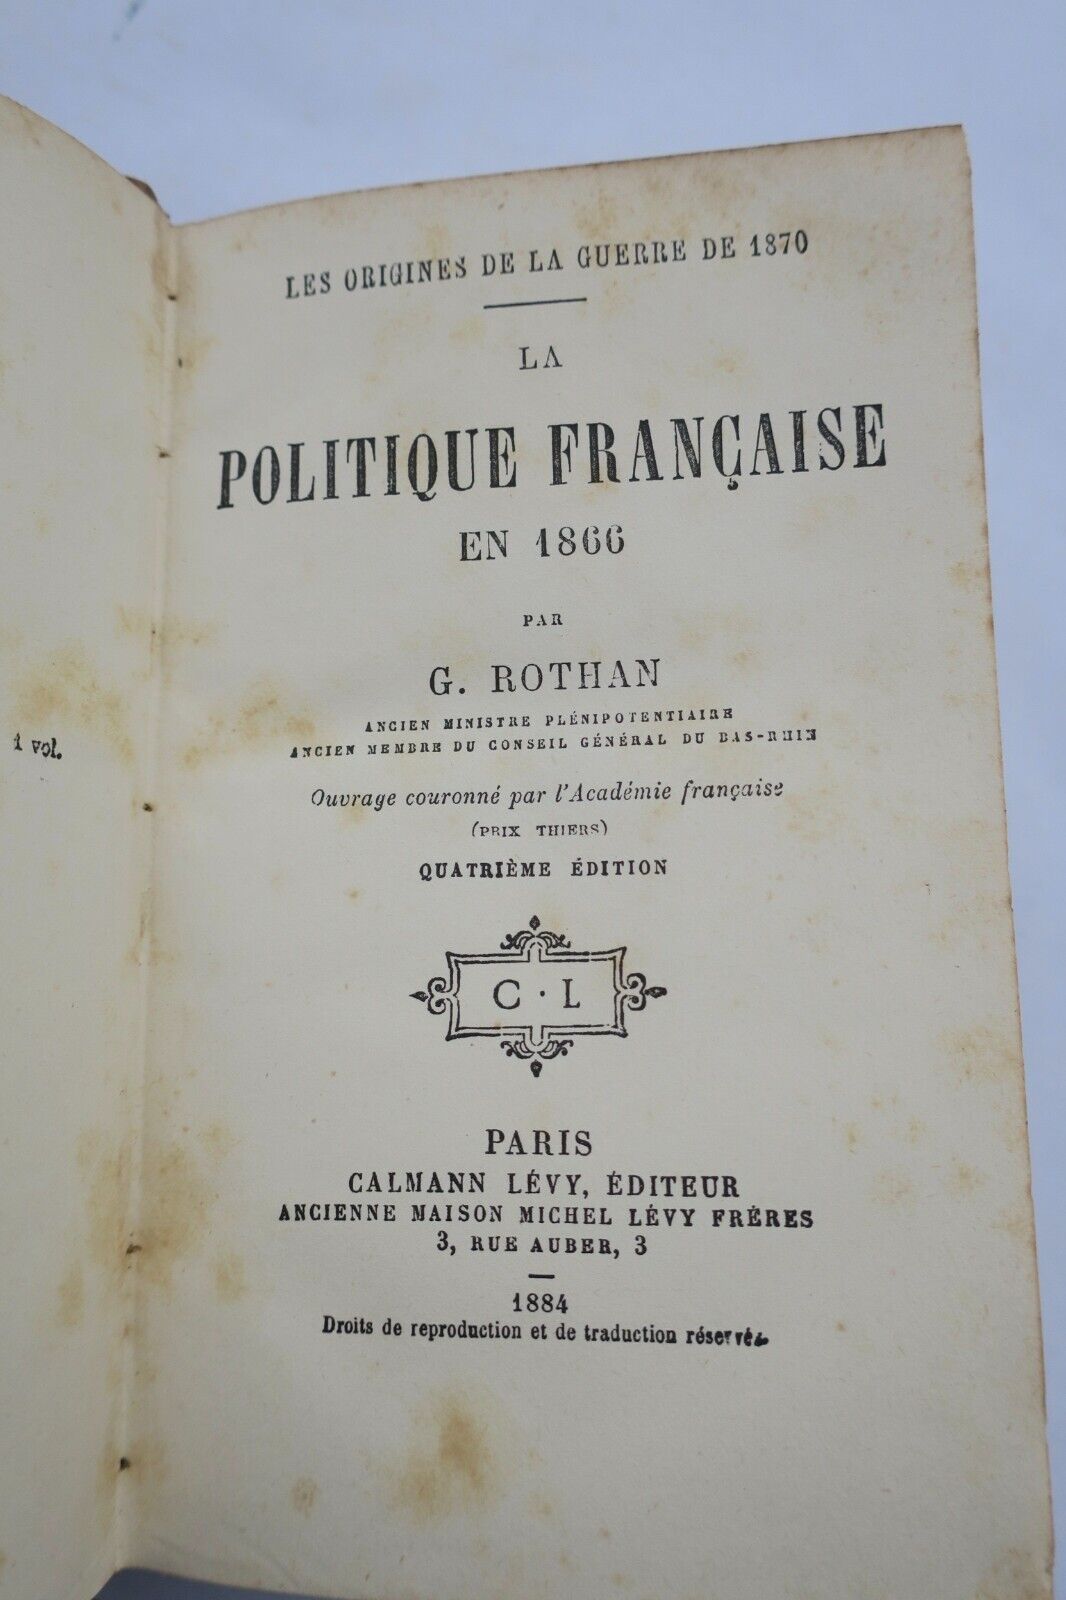 1 vol.
LES ORIGINES DE LA GUERRE DE 1870
LA
POLITIQUE FRANÇAISE
EN 1866
PAR
G. ROTHAN
ANCIEN MINISTRE PLÉNIPOTENTIAIRE
ANCIEN MEMBRE DU CONSEIL GÉNÉRAL DU BAS-RHIN
Ouvrage couronné par l'Académie française
(PRIX THIERS)
QUATRIÈME ÉDITION
C · L
PARIS
CALMANN LÉVY, ÉDITEUR
ANCIENNE MAISON MICHEL LÉVY FRÈRES
3, RUE AUBER, 3
1884
Droits de reproduction et de traduction réservés